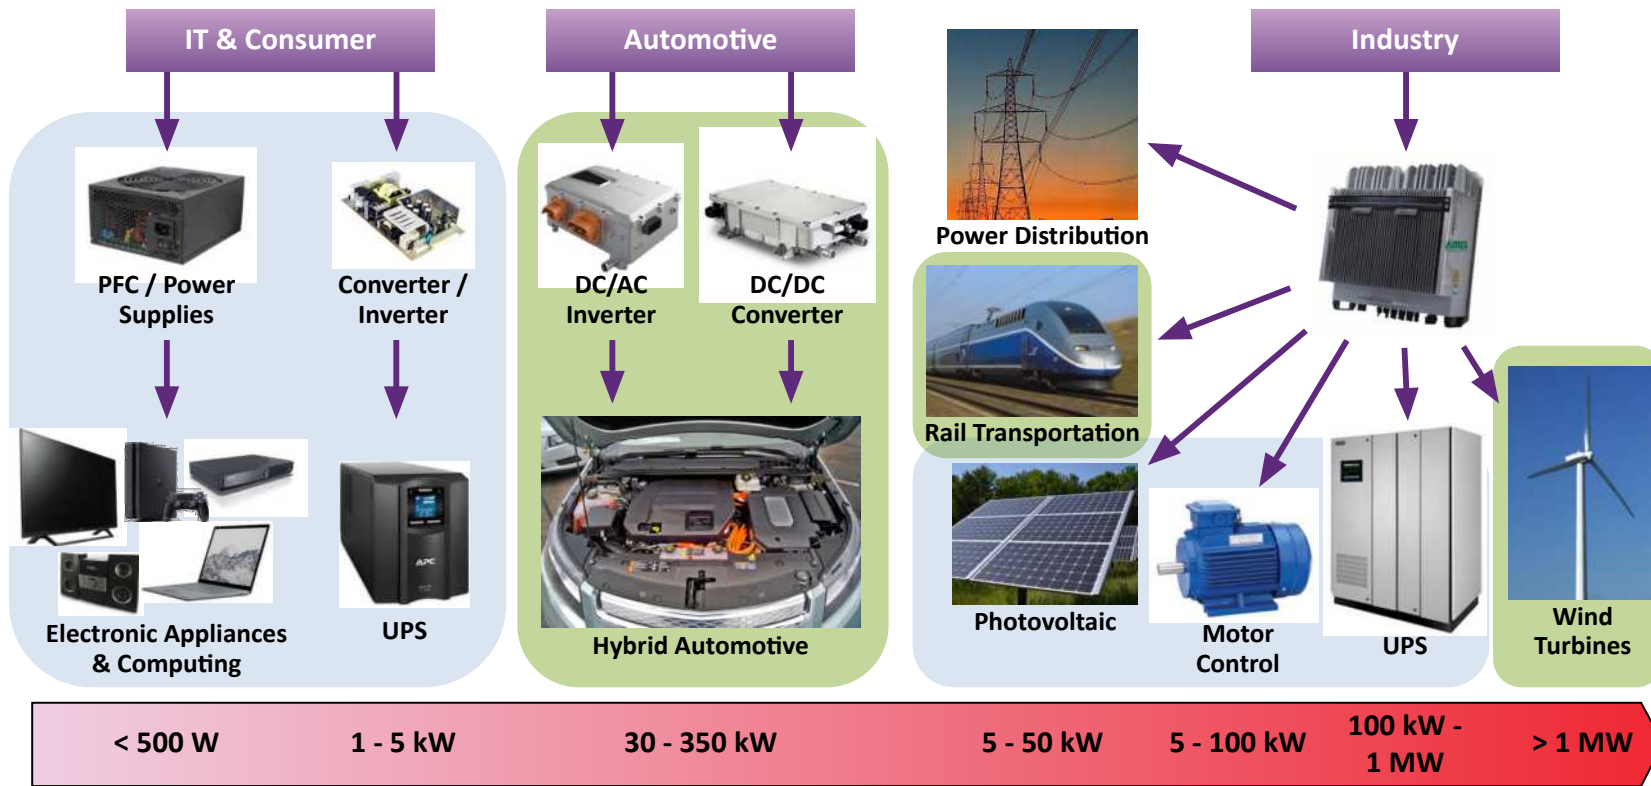 IT & Consumer
Automotive
Industry
PFC / Power
Supplies
Converter /
Inverter
DC/AC
Inverter
DC/DC
Converter
Power Distribution
Rail Transportation
APC
Electronic Appliances
& Computing
UPS
Hybrid Automotive
Photovoltaic
Motor
Control
UPS
Wind
Turbines
< 500 W
1 - 5 kW
30 - 350 kW
5 - 50 kW
5 - 100 kW
100 kW -
1 MW
> 1 MW